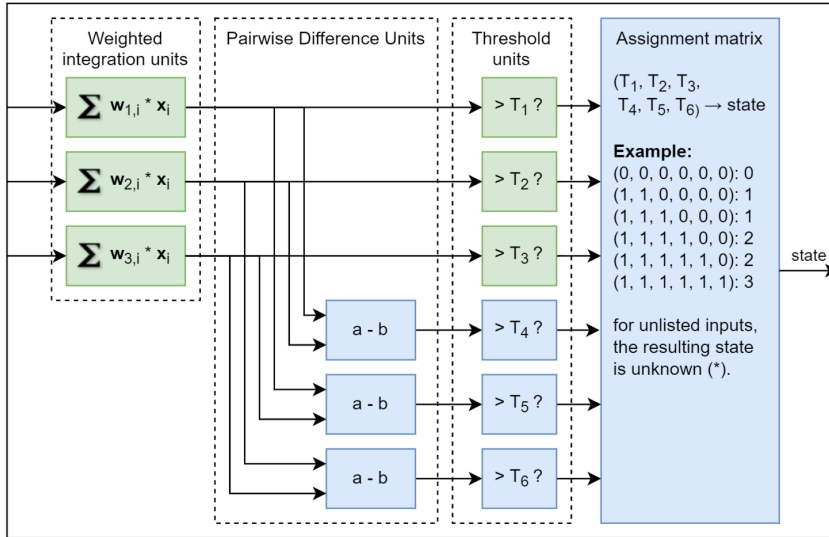 Weighted
integration units
Pairwise Difference Units
Threshold
units
Assignment matrix
∑ w1,i * xi
> T1 ?
(T1, T2, T3,
T4, T5, T6) → state
∑ w2,i * xi
> T2 ?
Example:
(0, 0, 0, 0, 0, 0): 0
(1, 1, 0, 0, 0, 0): 1
(1, 1, 1, 0, 0, 0): 1
(1, 1, 1, 1, 0, 0): 2
(1, 1, 1, 1, 1, 0): 2
(1, 1, 1, 1, 1, 1): 3
∑ w3,i * xi
> T3 ?
state
a - b
> T4 ?
for unlisted inputs,
the resulting state
is unknown (*).
a - b
> T5 ?
a - b
> T6 ?